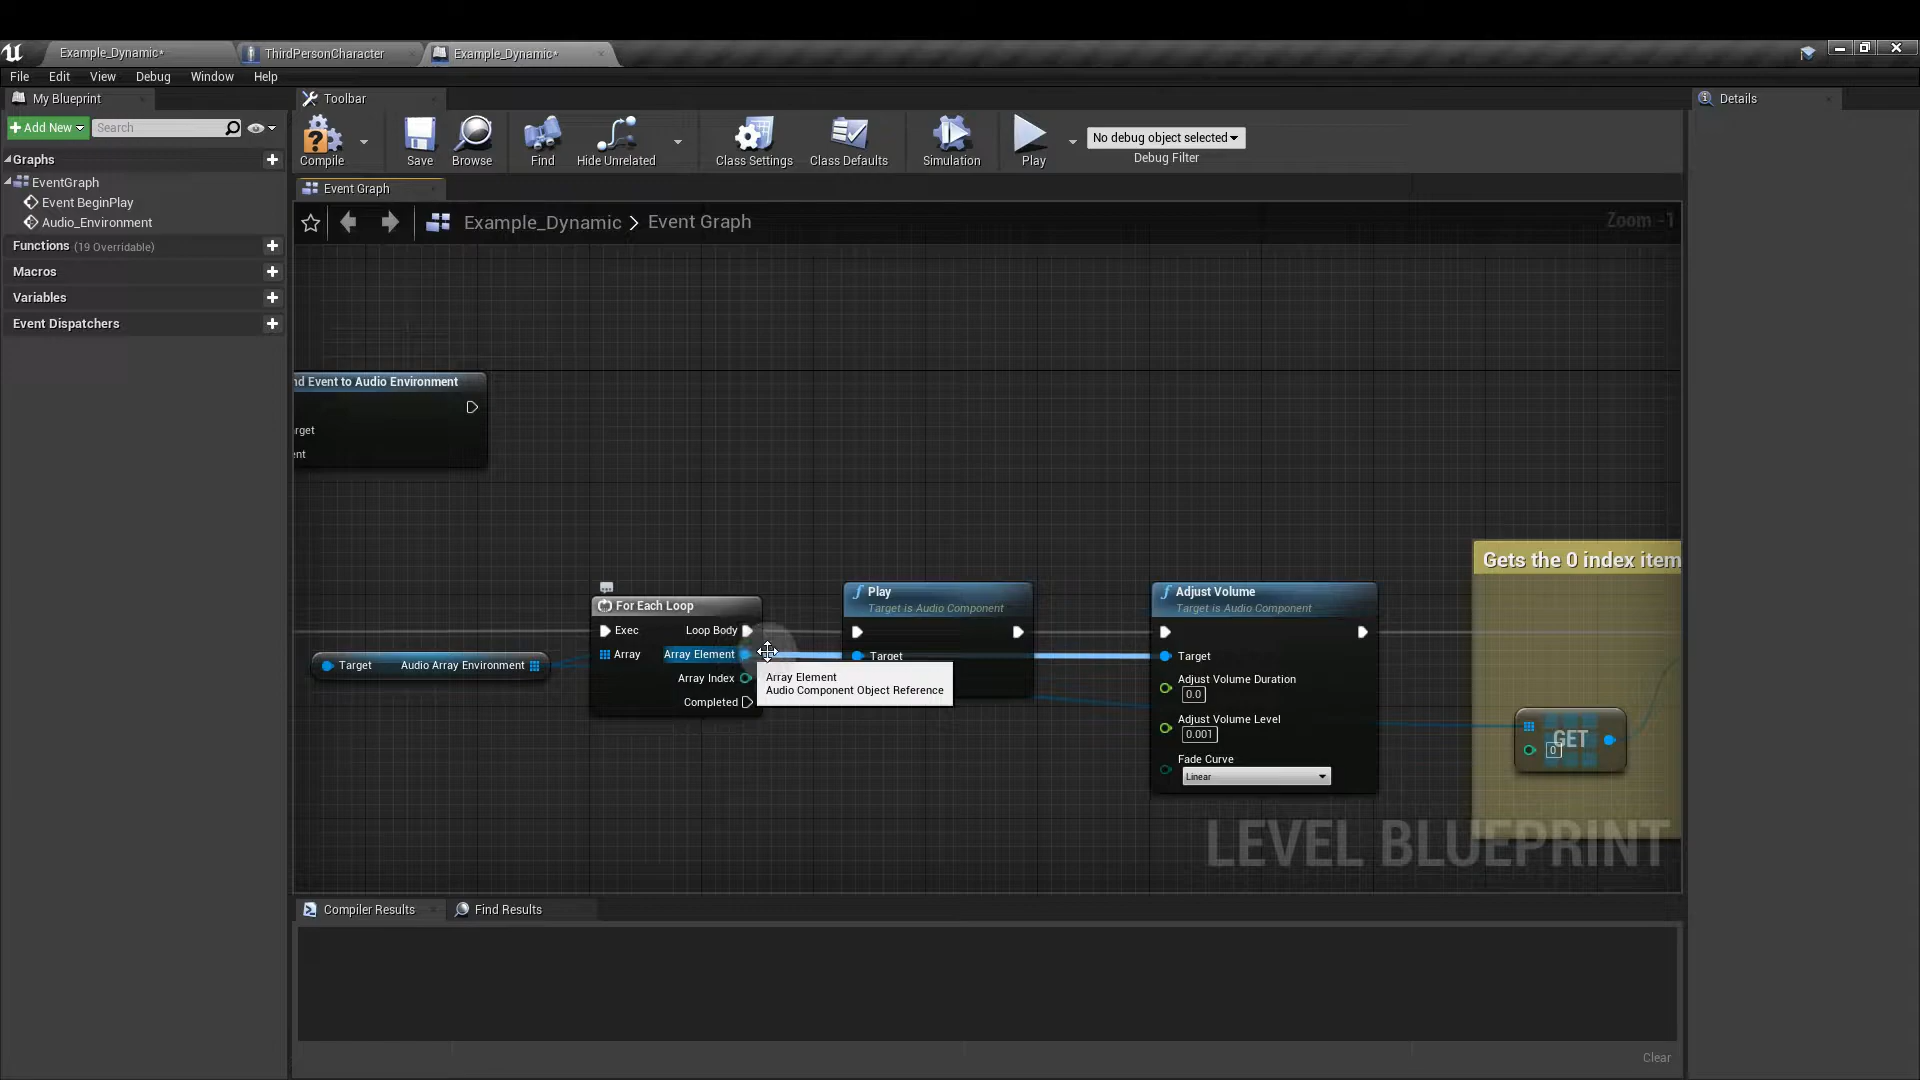 Example_Dynamic*
ThirdPersonCharacter
Example_Dynamic*
File Edit View Debug Window Help
My Blueprint
Toolbar
Details
Add New
Search
Compile
Save
Browse
Find
Hide Unrelated
Class Settings
Class Defaults
Simulation
Play
No debug object selected
Debug Filter
Graphs
EventGraph
Event BeginPlay
Audio_Environment
Functions (19 Overridable)
Macros
Variables
Event Dispatchers
Event Graph
Example_Dynamic > Event Graph
Zoom -1
nd Event to Audio Environment
rget
ent
Target Audio Array Environment
For Each Loop
Exec Loop Body
Array Array Element
Array Index
Completed
Array Element
Audio Component Object Reference
Play
Target is Audio Component
Target
Adjust Volume
Target is Audio Component
Target
Adjust Volume Duration
0.0
Adjust Volume Level
0.001
Fade Curve
Linear
Gets the 0 index item
GET
0
LEVEL BLUEPRINT
Compiler Results
Find Results
Clear